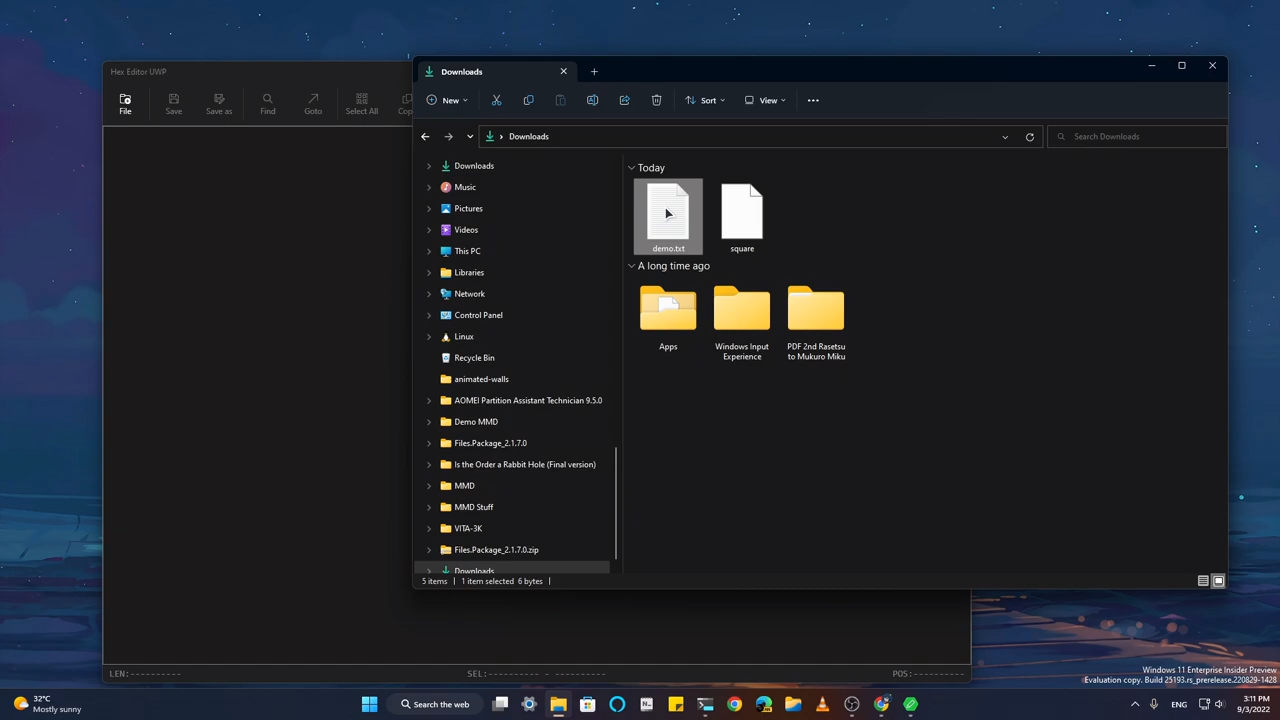 Hex Editor UWP
File
Save
Save as
Find
Goto
Select All
Downloads
New
Sort
View
Downloads
Search Downloads
Downloads
Music
Pictures
Videos
This PC
Libraries
Network
Control Panel
Linux
Recycle Bin
animated-walls
AOMEI Partition Assistant Technician 9.5.0
Demo MMD
Files.Package_2.1.7.0
Is the Order a Rabbit Hole (Final version)
MMD
MMD Stuff
VITA-3K
Files.Package_2.1.7.0.zip
Downloads
Today
demo.txt
square
A long time ago
Apps
Windows Input
Experience
PDF 2nd Rasetsu
to Mukuro Miku
5 items
1 item selected 6 bytes
LEN:----------
SEL:---------------------
POS:----------
Windows 11 Enterprise Insider Preview
Evaluation copy. Build 25193.rs_prerelease.220829-1428
32°C
Mostly sunny
Search the web
ENG
3:11 PM
9/3/2022